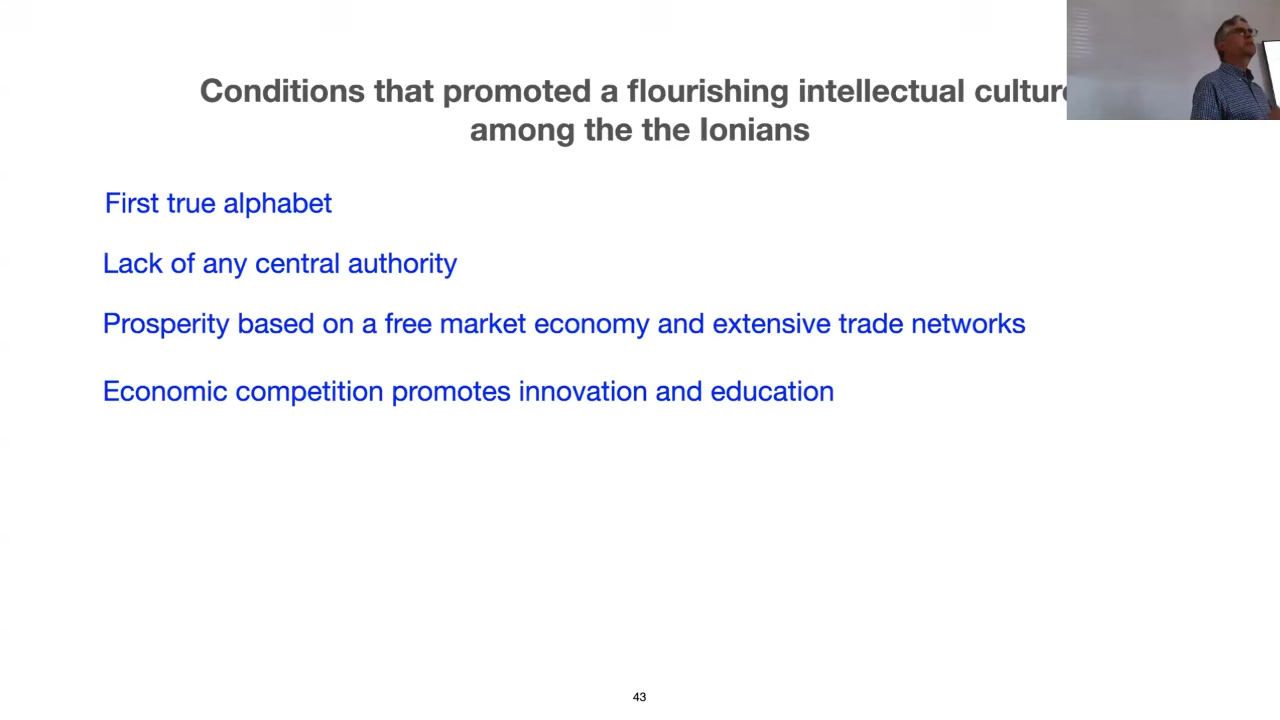 Conditions that promoted a flourishing intellectual culture
among the the Ionians
First true alphabet
Lack of any central authority
Prosperity based on a free market economy and extensive trade networks
Economic competition promotes innovation and education
43